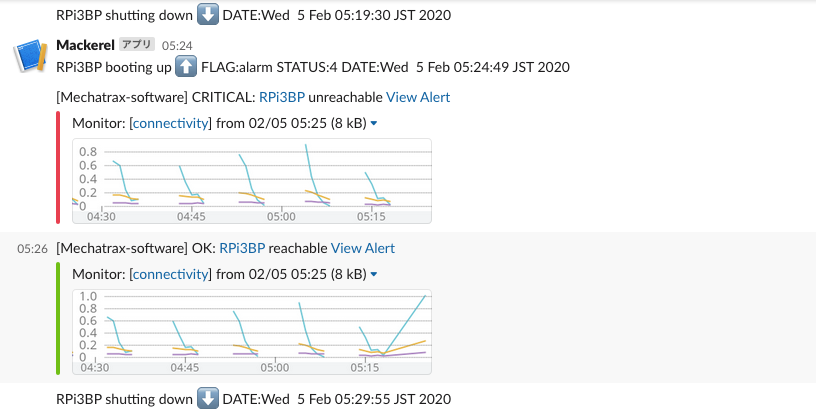 RPi3BP shutting down ⬇️ DATE:Wed  5 Feb 05:19:30 JST 2020
Mackerel アプリ 05:24
RPi3BP booting up ⬆️ FLAG:alarm STATUS:4 DATE:Wed  5 Feb 05:24:49 JST 2020
[Mechatrax-software] CRITICAL: RPi3BP unreachable View Alert
Monitor: [connectivity] from 02/05 05:25 (8 kB)
0.8
0.6
0.4
0.2
0
04:30 04:45 05:00 05:15
05:26 [Mechatrax-software] OK: RPi3BP reachable View Alert
Monitor: [connectivity] from 02/05 05:25 (8 kB)
1.0
0.8
0.6
0.4
0.2
0
04:30 04:45 05:00 05:15
RPi3BP shutting down ⬇️ DATE:Wed  5 Feb 05:29:55 JST 2020